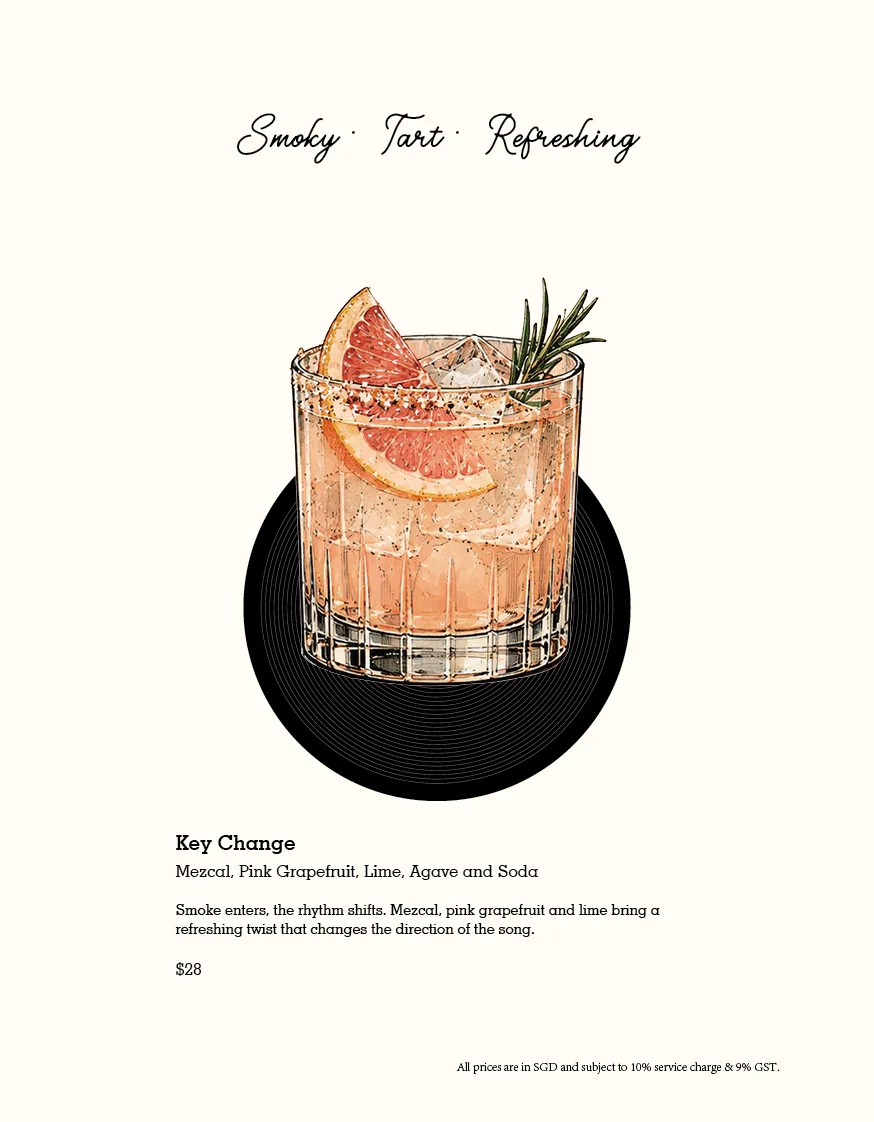 Smoky · Tart · Refreshing
Key Change
Mezcal, Pink Grapefruit, Lime, Agave and Soda
Smoke enters, the rhythm shifts. Mezcal, pink grapefruit and lime bring a
refreshing twist that changes the direction of the song.
$28
All prices are in SGD and subject to 10% service charge & 9% GST.